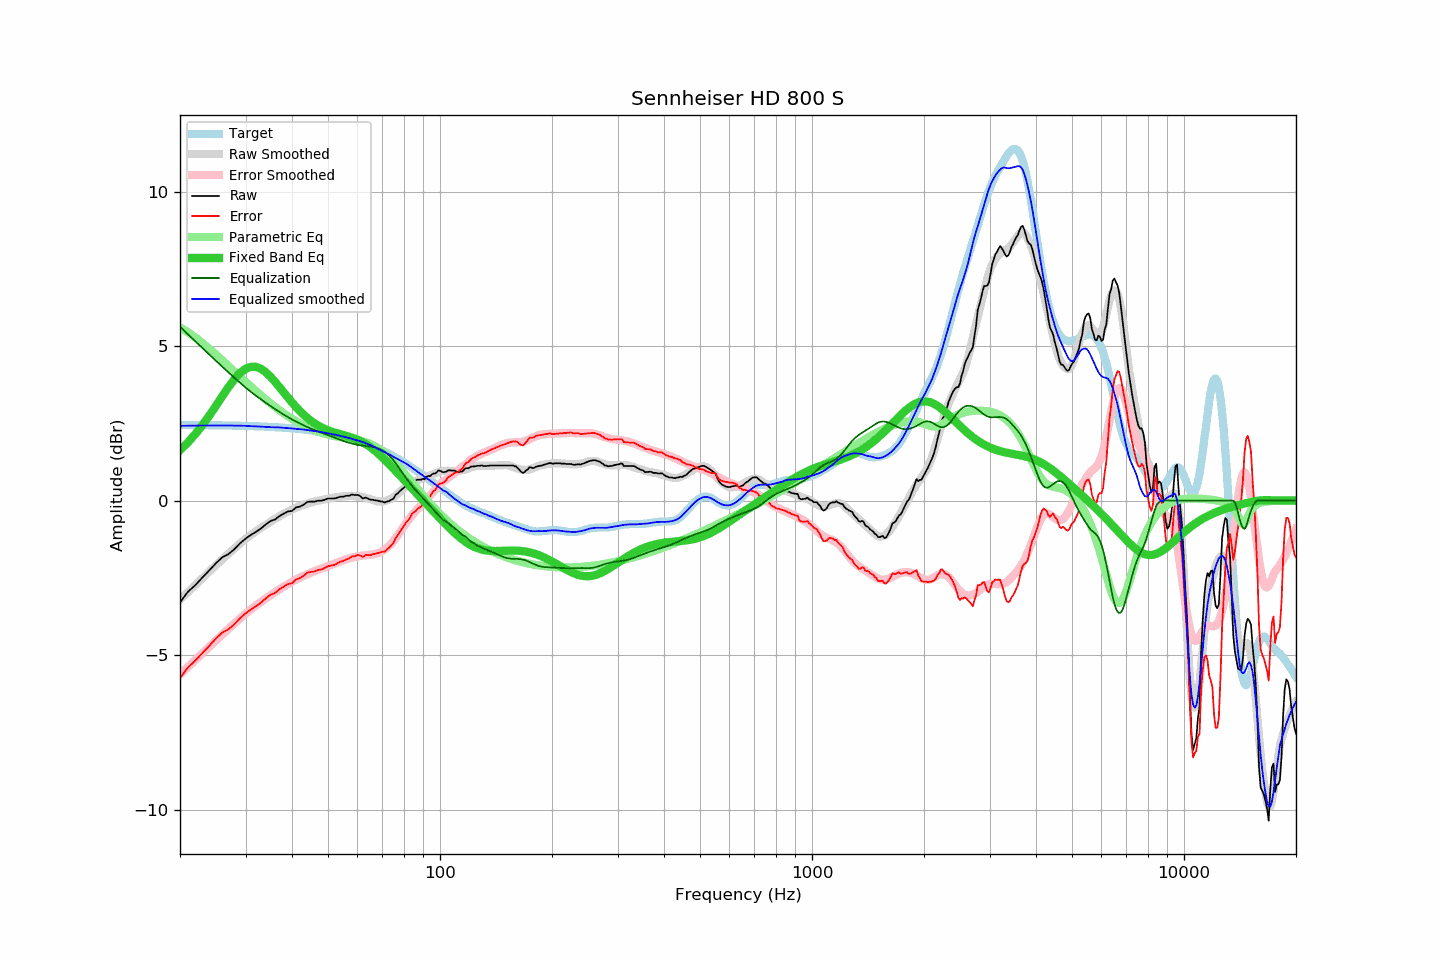 Sennheiser HD 800 S
Target
Raw Smoothed
Error Smoothed
Raw
Error
Parametric Eq
Fixed Band Eq
Equalization
Equalized smoothed
10
5
0
−5
−10
Amplitude (dBr)
100
1000
10000
Frequency (Hz)